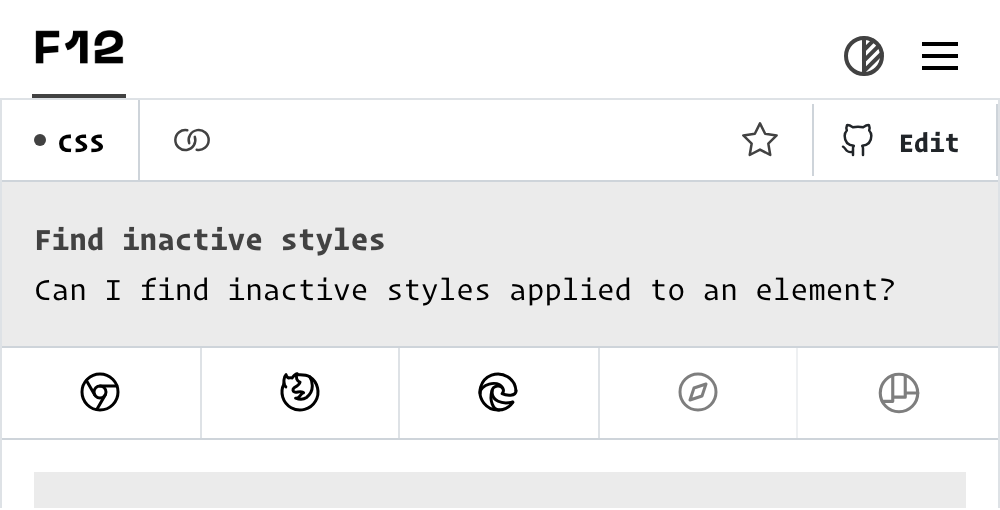 F12
CSS
Edit
Find inactive styles
Can I find inactive styles applied to an element?